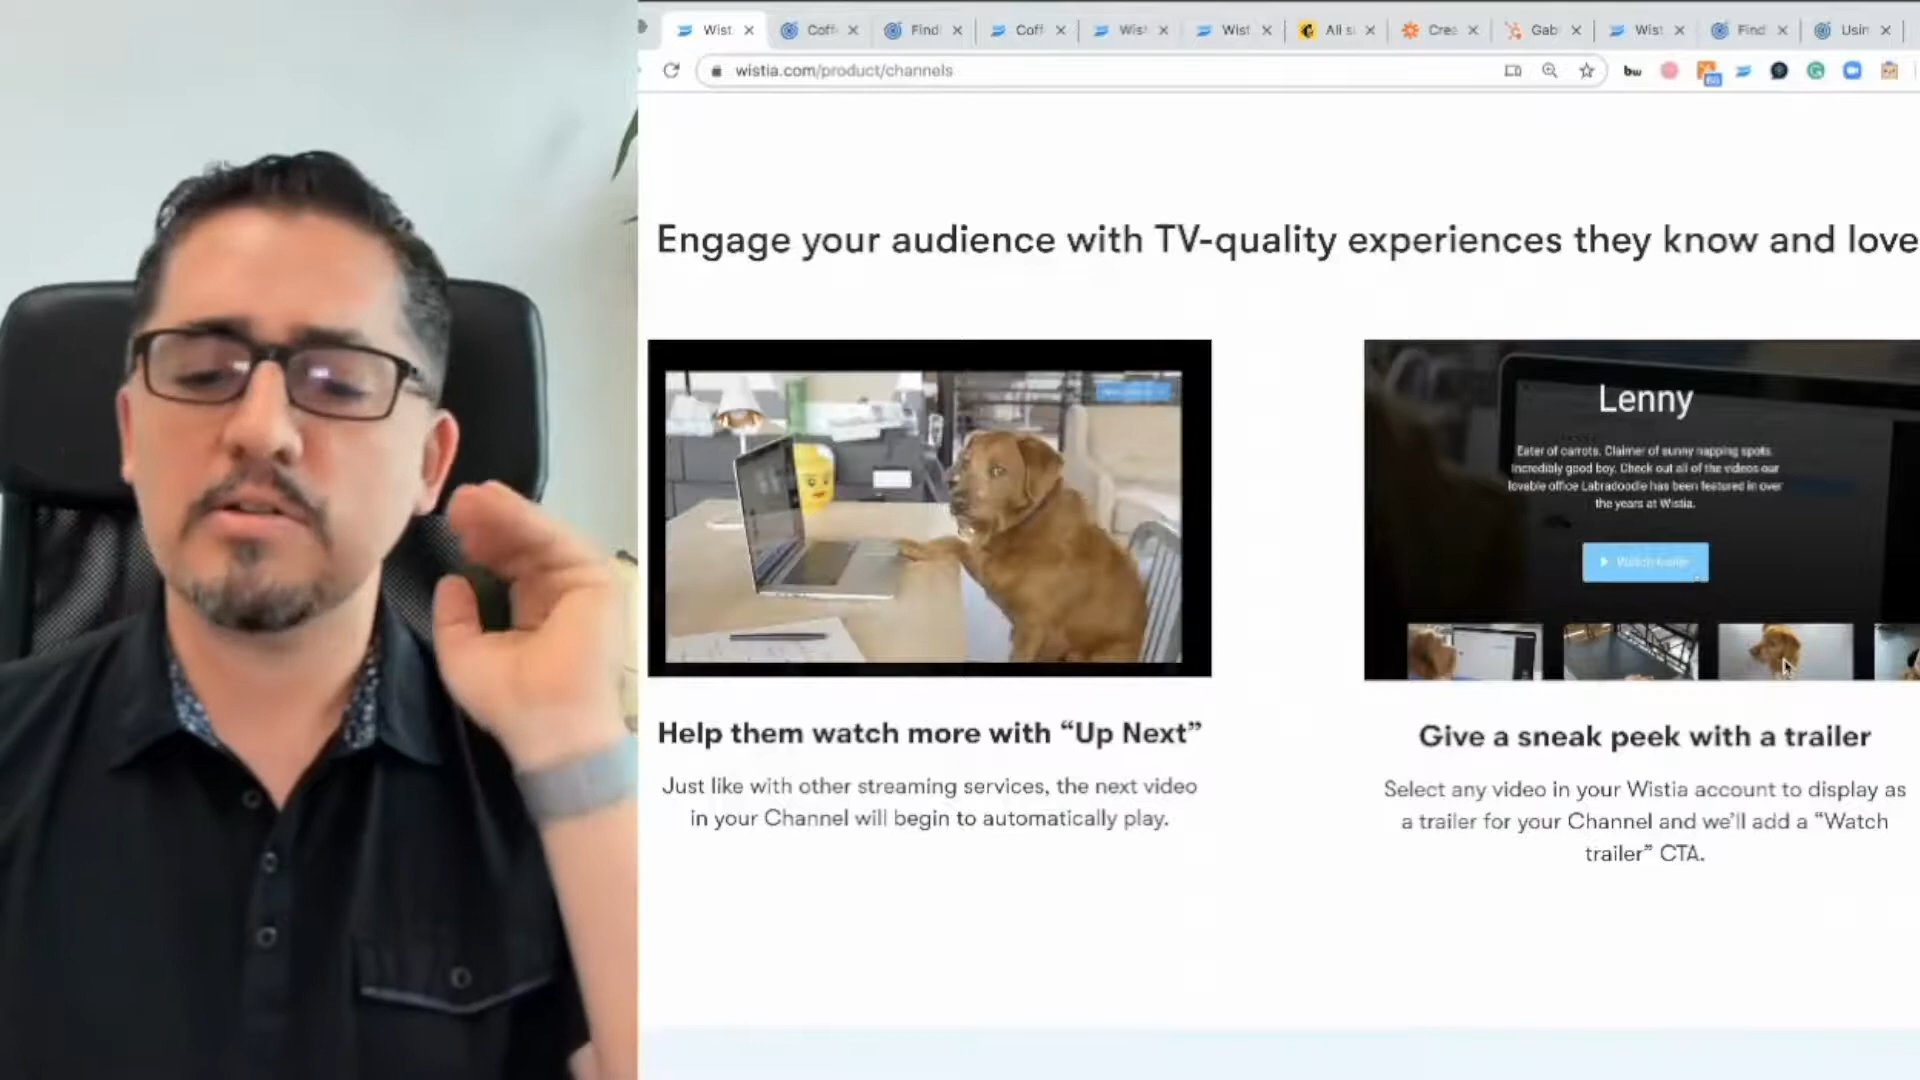 Wist
Coff
Find
Coff
Wist
Wist
All s
Crea
Gab
Wist
Find
Usin
wistia.com/product/channels
bw
Engage your audience with TV-quality experiences they know and love
Lenny
Eater of carrots. Claimer of sunny napping spots.
Incredibly good boy. Check out all of the videos our
lovable office Labradoodle has been featured in over
the years at Wistia.
Watch trailer
Help them watch more with “Up Next”
Just like with other streaming services, the next video
in your Channel will begin to automatically play.
Give a sneak peek with a trailer
Select any video in your Wistia account to display as
a trailer for your Channel and we’ll add a “Watch
trailer” CTA.